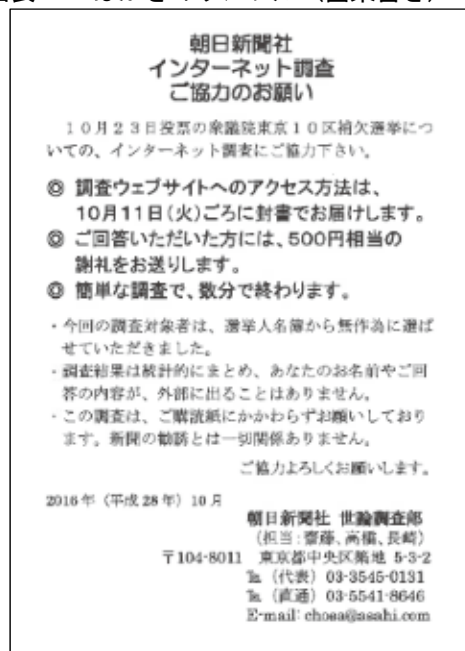 朝日新聞社
インターネット調査
ご協力のお願い
１０月２３日投票の衆議院東京１０区補欠選挙につ
いての、インターネット調査にご協力下さい。
◎ 調査ウェブサイトへのアクセス方法は、
10月11日(火)ごろに封書でお届けします。
◎ ご回答いただいた方には、500円相当の
謝礼をお送りします。
◎ 簡単な調査で、数分で終わります。
・今回の調査対象者は、選挙人名簿から無作為に選ば
せていただきました。
・調査結果は統計的にまとめ、あなたのお名前やご回
答の内容が、外部に出ることはありません。
・この調査は、ご購読紙にかかわらずお願いしており
ます。新聞の勧誘とは一切関係ありません。
ご協力よろしくお願いします。
2016年（平成28年）10月
朝日新聞社 世論調査部
（担当：齋藤、高橋、長崎）
〒104-8011 東京都中央区築地 5-3-2
℡（代表）03-3545-0131
℡（直通）03-5541-8646
E-mail: chosa@asahi.com